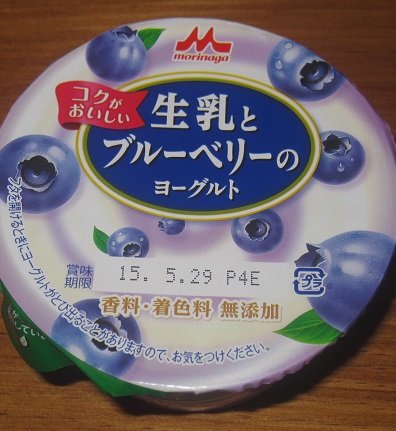 morinaga
コクが
おいしい
生乳と
ブルーベリーの
ヨーグルト
賞味
期限
15. 5.29 P4E
プラ
香料・着色料 無添加
フタを開けるときにヨーグルトがとび出ることがありますので、お気をつけください。